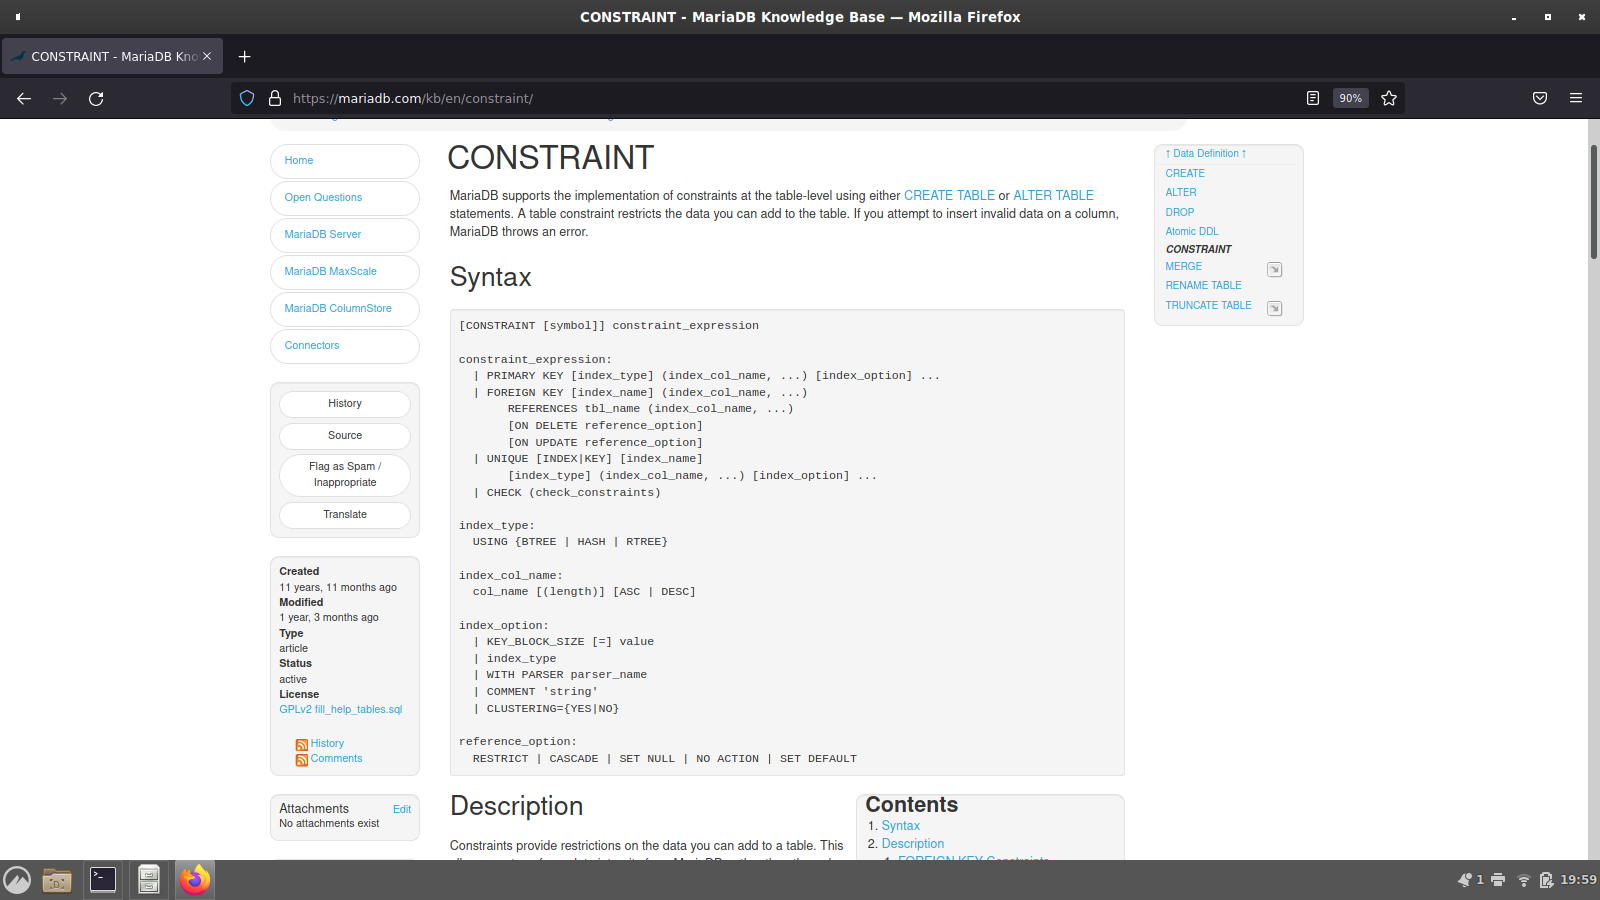 CONSTRAINT - MariaDB Knowledge Base — Mozilla Firefox
CONSTRAINT - MariaDB Kno
https://mariadb.com/kb/en/constraint/
90%
Home
Open Questions
MariaDB Server
MariaDB MaxScale
MariaDB ColumnStore
Connectors
History
Source
Flag as Spam /
Inappropriate
Translate
Created
11 years, 11 months ago
Modified
1 year, 3 months ago
Type
article
Status
active
License
GPLv2 fill_help_tables.sql
History
Comments
Attachments
Edit
No attachments exist
CONSTRAINT
MariaDB supports the implementation of constraints at the table-level using either CREATE TABLE or ALTER TABLE
statements. A table constraint restricts the data you can add to the table. If you attempt to insert invalid data on a column,
MariaDB throws an error.
Syntax
[CONSTRAINT [symbol]] constraint_expression
constraint_expression:
| PRIMARY KEY [index_type] (index_col_name, ...) [index_option] ...
| FOREIGN KEY [index_name] (index_col_name, ...)
REFERENCES tbl_name (index_col_name, ...)
[ON DELETE reference_option]
[ON UPDATE reference_option]
| UNIQUE [INDEX|KEY] [index_name]
[index_type] (index_col_name, ...) [index_option] ...
| CHECK (check_constraints)
index_type:
USING {BTREE | HASH | RTREE}
index_col_name:
col_name [(length)] [ASC | DESC]
index_option:
| KEY_BLOCK_SIZE [=] value
| index_type
| WITH PARSER parser_name
| COMMENT 'string'
| CLUSTERING={YES|NO}
reference_option:
RESTRICT | CASCADE | SET NULL | NO ACTION | SET DEFAULT
Description
Constraints provide restrictions on the data you can add to a table. This
Contents
1. Syntax
2. Description
1. FOREIGN KEY Constraints
↑ Data Definition ↑
CREATE
ALTER
DROP
Atomic DDL
CONSTRAINT
MERGE
RENAME TABLE
TRUNCATE TABLE
1
19:59